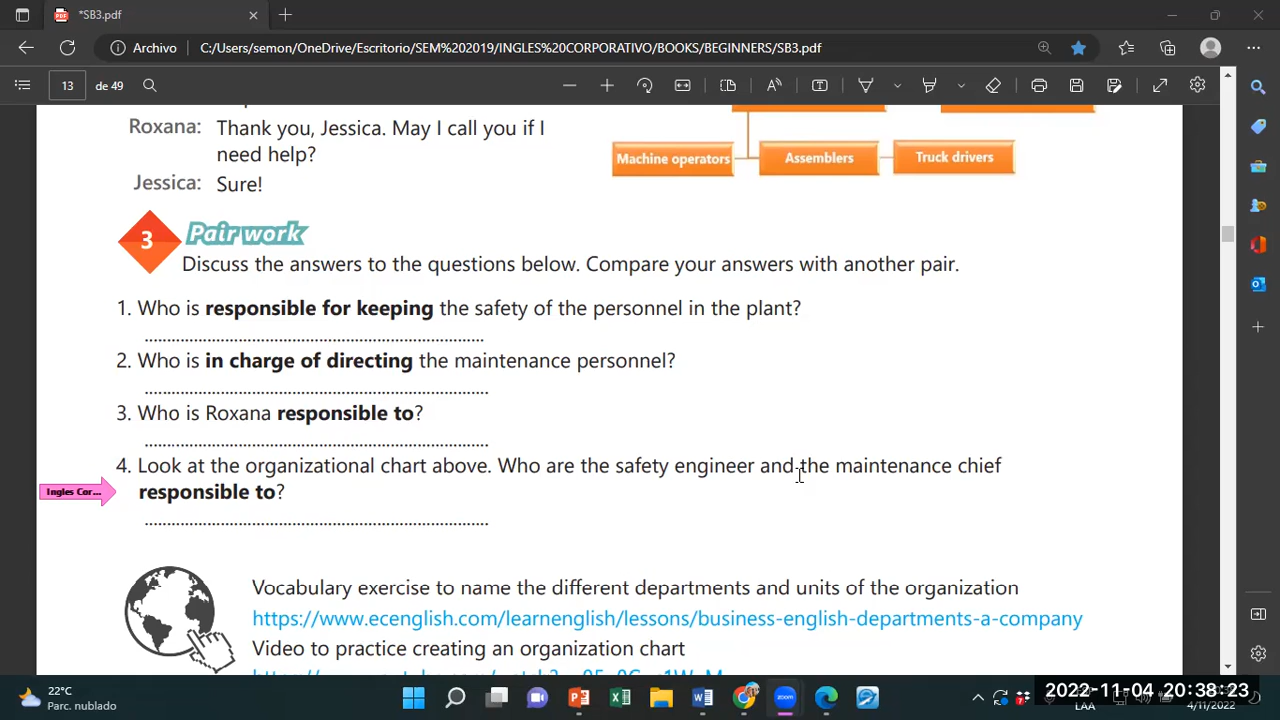 *SB3.pdf
Archivo
C:/Users/semon/OneDrive/Escritorio/SEM%202019/INGLES%20CORPORATIVO/BOOKS/BEGINNERS/SB3.pdf
13
de 49
Roxana: Thank you, Jessica. May I call you if I
need help?
Jessica: Sure!
Machine operators
Assemblers
Truck drivers
3
Pair work
Discuss the answers to the questions below. Compare your answers with another pair.
1. Who is responsible for keeping the safety of the personnel in the plant?
2. Who is in charge of directing the maintenance personnel?
3. Who is Roxana responsible to?
4. Look at the organizational chart above. Who are the safety engineer and the maintenance chief
Ingles Cor...
responsible to?
Vocabulary exercise to name the different departments and units of the organization
https://www.ecenglish.com/learnenglish/lessons/business-english-departments-a-company
Video to practice creating an organization chart
22°C
Parc. nublado
2022-11-04 20:38:23
LAA
4/11/2022